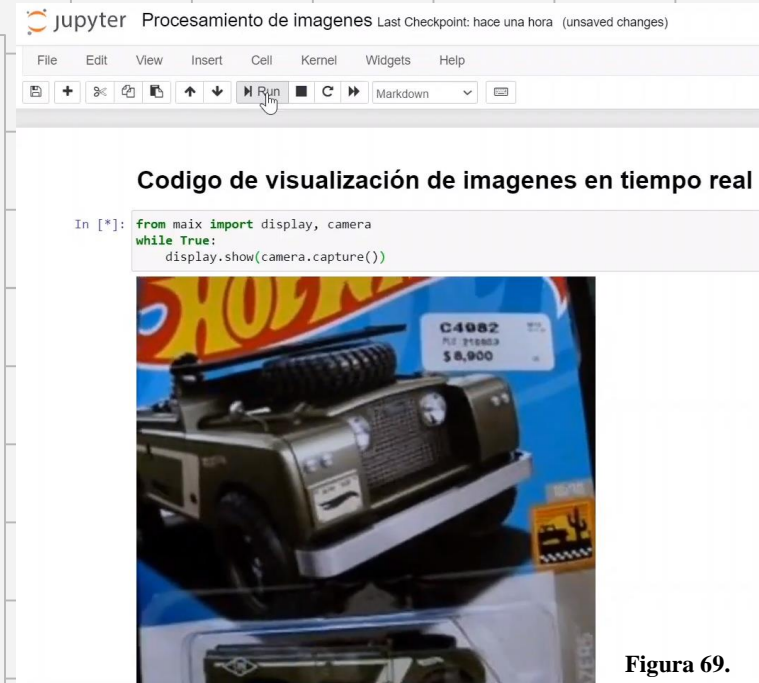 jupyter Procesamiento de imagenes Last Checkpoint: hace una hora (unsaved changes)
File Edit View Insert Cell Kernel Widgets Help
Run Markdown
Codigo de visualización de imagenes en tiempo real
In [*]: from maix import display, camera
while True:
display.show(camera.capture())
HOT
C4982
$8,900
Figura 69.